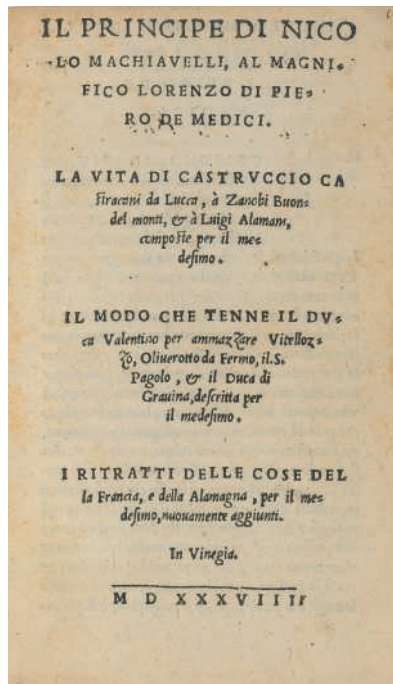 IL PRINCIPE DI NICO
LO MACHIAVELLI, AL MAGNI=
FICO LORENZO DI PIE=
RO DE MEDICI.
LA VITA DI CASTRVCCIO CA
stracani da Lucca, à Zanobi Buon=
del monti, & à Luigi Alamani,
composte per il me=
desimo.
IL MODO CHE TENNE IL DV=
ca Valentino per ammazzare Vitelloz=
zo, Oliuerotto da Fermo, il.S.
Pagolo, & il Duca di
Grauina, descritta per
il medesimo.
I RITRATTI DELLE COSE DEL
la Francia, e della Alamagna, per il me=
desimo, nuouamente aggiunti.
In Vinegia.
M D XXXVIIII